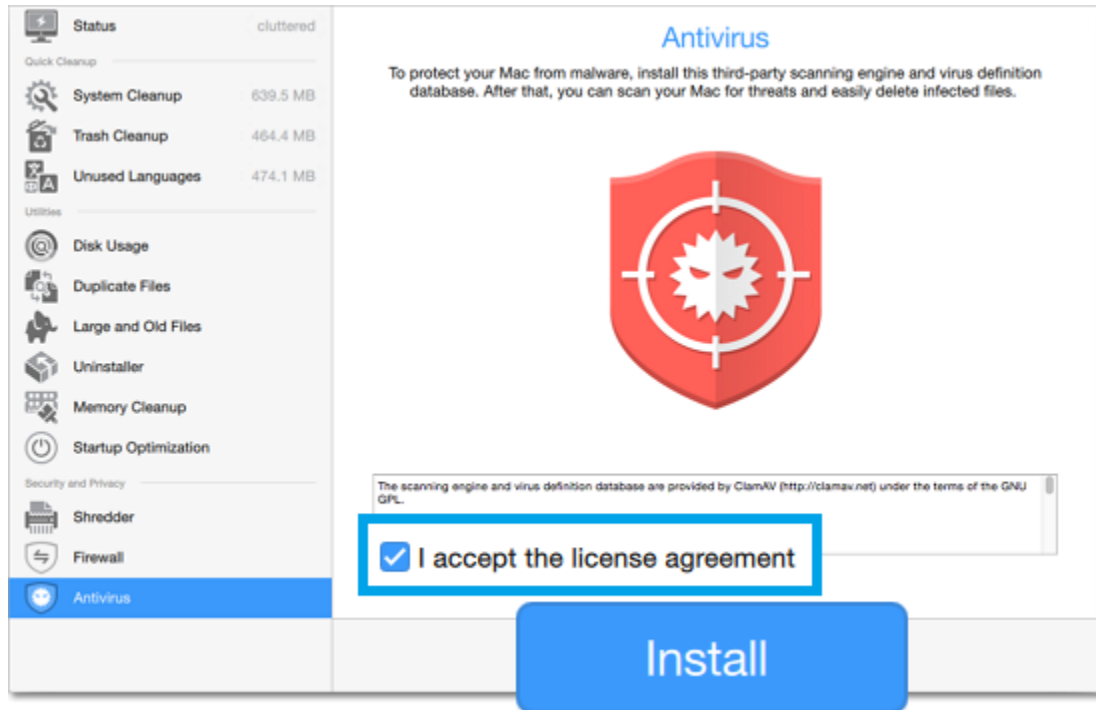 Status cluttered
Quick Cleanup
System Cleanup 639.5 MB
Trash Cleanup 464.4 MB
Unused Languages 474.1 MB
Utilities
Disk Usage
Duplicate Files
Large and Old Files
Uninstaller
Memory Cleanup
Startup Optimization
Security and Privacy
Shredder
Firewall
Antivirus
Antivirus
To protect your Mac from malware, install this third-party scanning engine and virus definition
database. After that, you can scan your Mac for threats and easily delete infected files.
The scanning engine and virus definition database are provided by ClamAV (http://clamav.net) under the terms of the GNU
GPL.
I accept the license agreement
Install